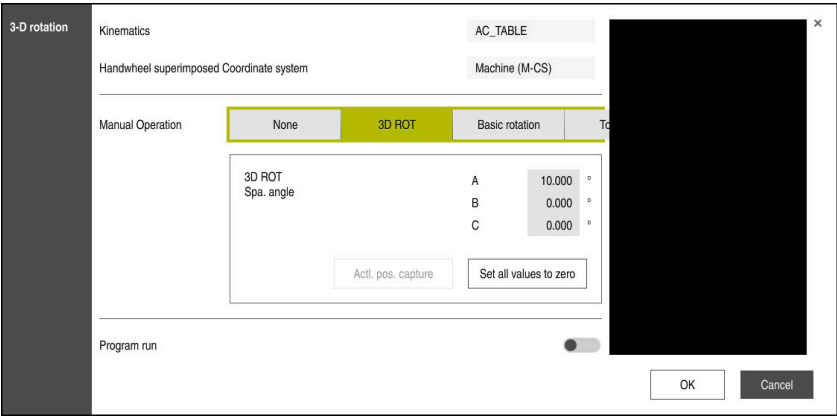 3-D rotation
Kinematics
AC_TABLE
×
Handwheel superimposed Coordinate system
Machine (M-CS)
Manual Operation
None
3D ROT
Basic rotation
To
3D ROT
Spa. angle
A 10.000 °
B 0.000 °
C 0.000 °
Actl. pos. capture
Set all values to zero
Program run
OK
Cancel